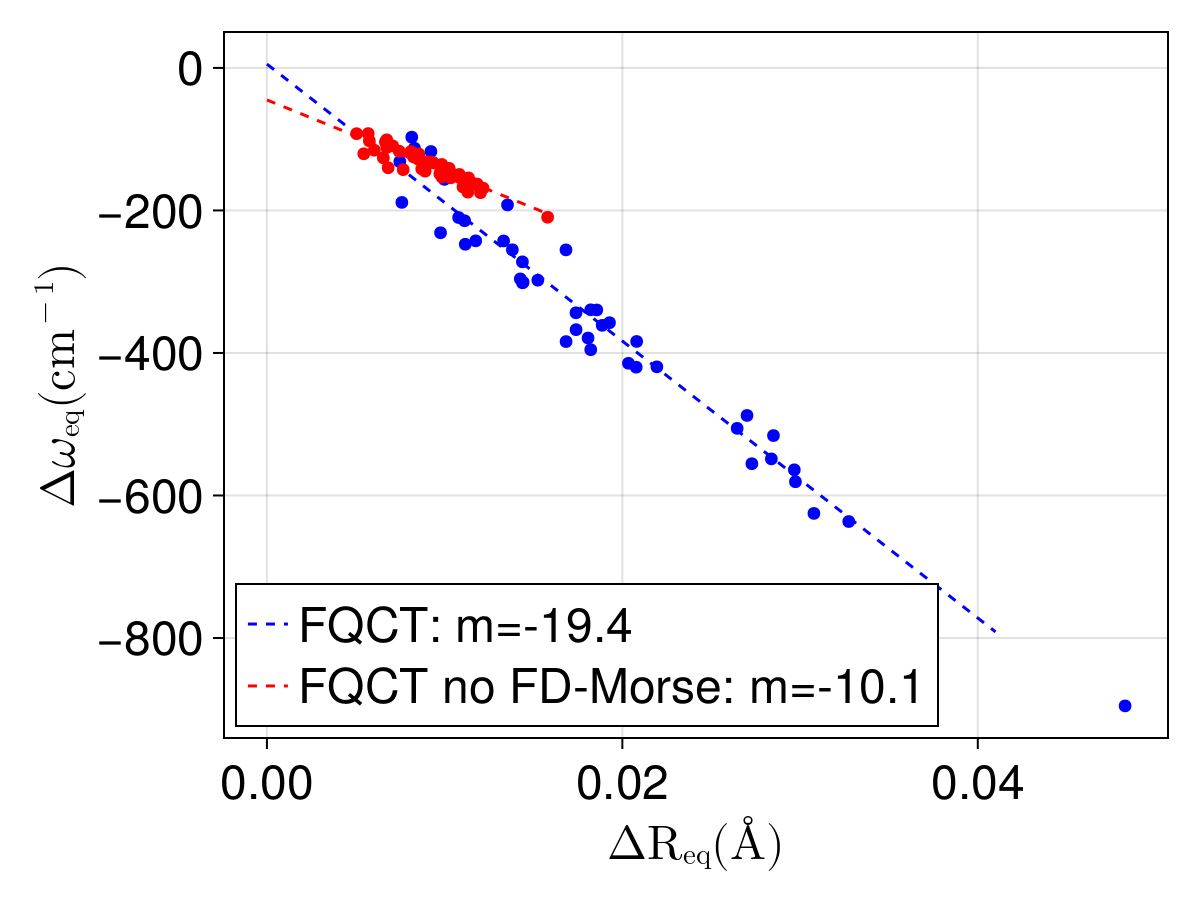 0
−200
−400
−600
−800
Δω_eq(cm⁻¹)
FQCT: m=-19.4
FQCT no FD-Morse: m=-10.1
0.00 0.02 0.04
ΔR_eq(Å)